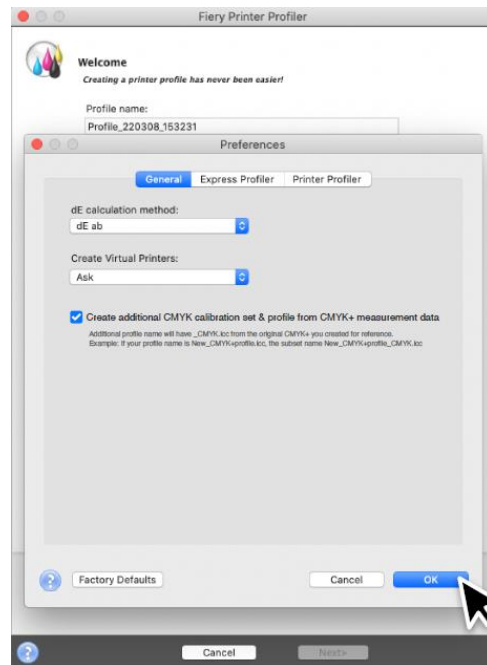 Fiery Printer Profiler
Welcome
Creating a printer profile has never been easier!
Profile name:
Profile_220308_153231
Preferences
General Express Profiler Printer Profiler
dE calculation method:
dE ab
Create Virtual Printers:
Ask
Create additional CMYK calibration set & profile from CMYK+ measurement data
Additional profile name will have _CMYK.icc from the original CMYK+ you created for reference.
Example: If your profile name is New_CMYK+profile.icc, the subset name New_CMYK+profile_CMYK.icc
? Factory Defaults Cancel OK
? Cancel Next>